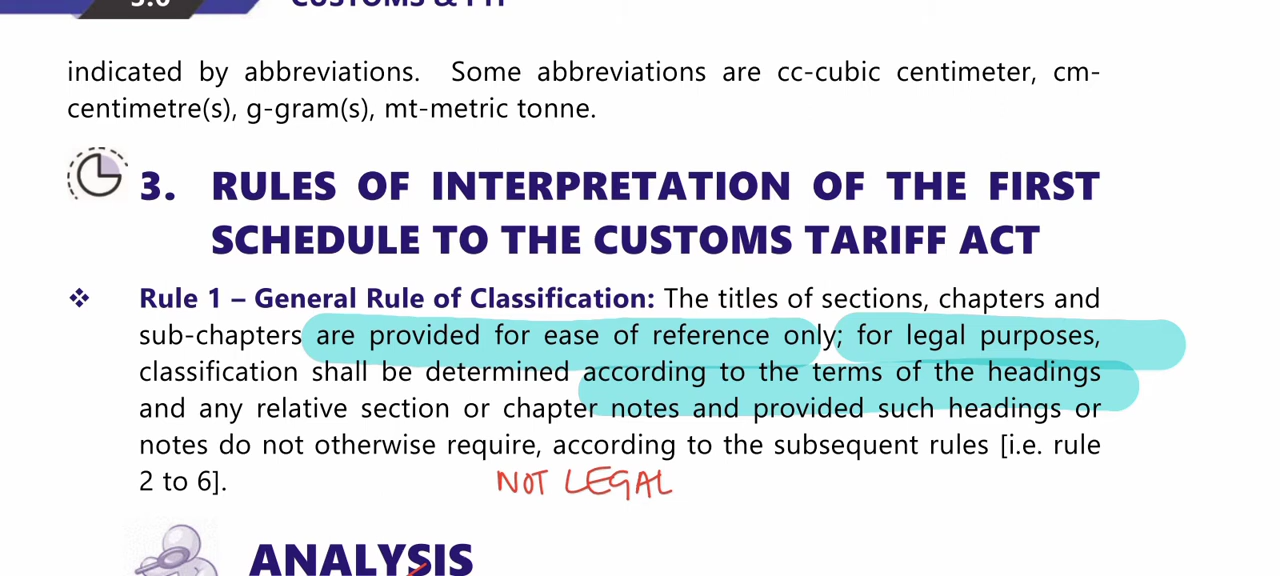 CUSTOMS & FTP
indicated by abbreviations. Some abbreviations are cc-cubic centimeter, cm-
centimetre(s), g-gram(s), mt-metric tonne.
3. RULES OF INTERPRETATION OF THE FIRST
SCHEDULE TO THE CUSTOMS TARIFF ACT
❖ Rule 1 – General Rule of Classification: The titles of sections, chapters and
sub-chapters are provided for ease of reference only; for legal purposes,
classification shall be determined according to the terms of the headings
and any relative section or chapter notes and provided such headings or
notes do not otherwise require, according to the subsequent rules [i.e. rule
2 to 6].
NOT LEGAL
ANALYSIS